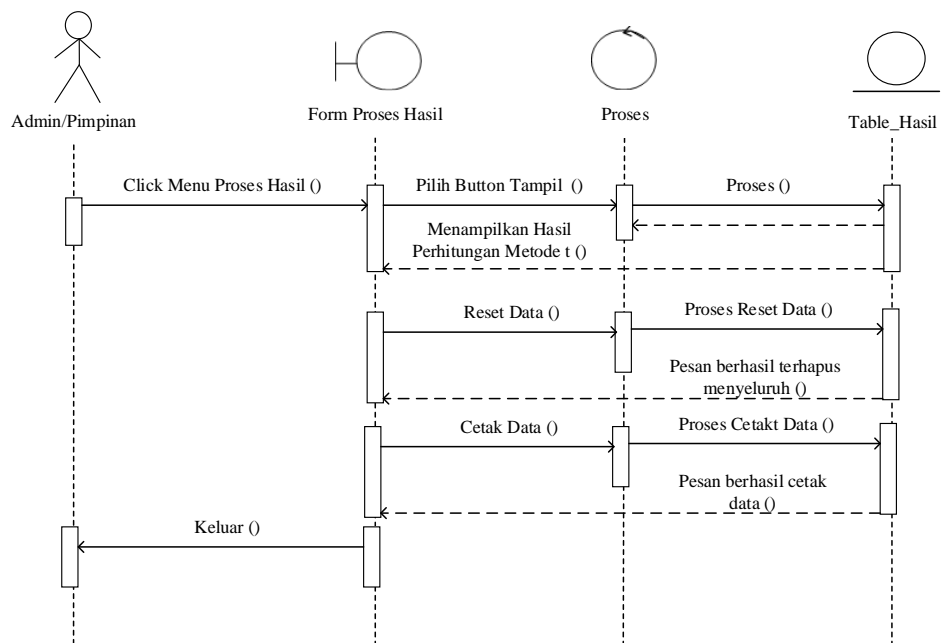 Admin/Pimpinan
Form Proses Hasil
Proses
Table_Hasil
Click Menu Proses Hasil ()
Pilih Button Tampil ()
Proses ()
Menampilkan Hasil
Perhitungan Metode t ()
Reset Data ()
Proses Reset Data ()
Pesan berhasil terhapus
menyeluruh ()
Cetak Data ()
Proses Cetakt Data ()
Pesan berhasil cetak
data ()
Keluar ()